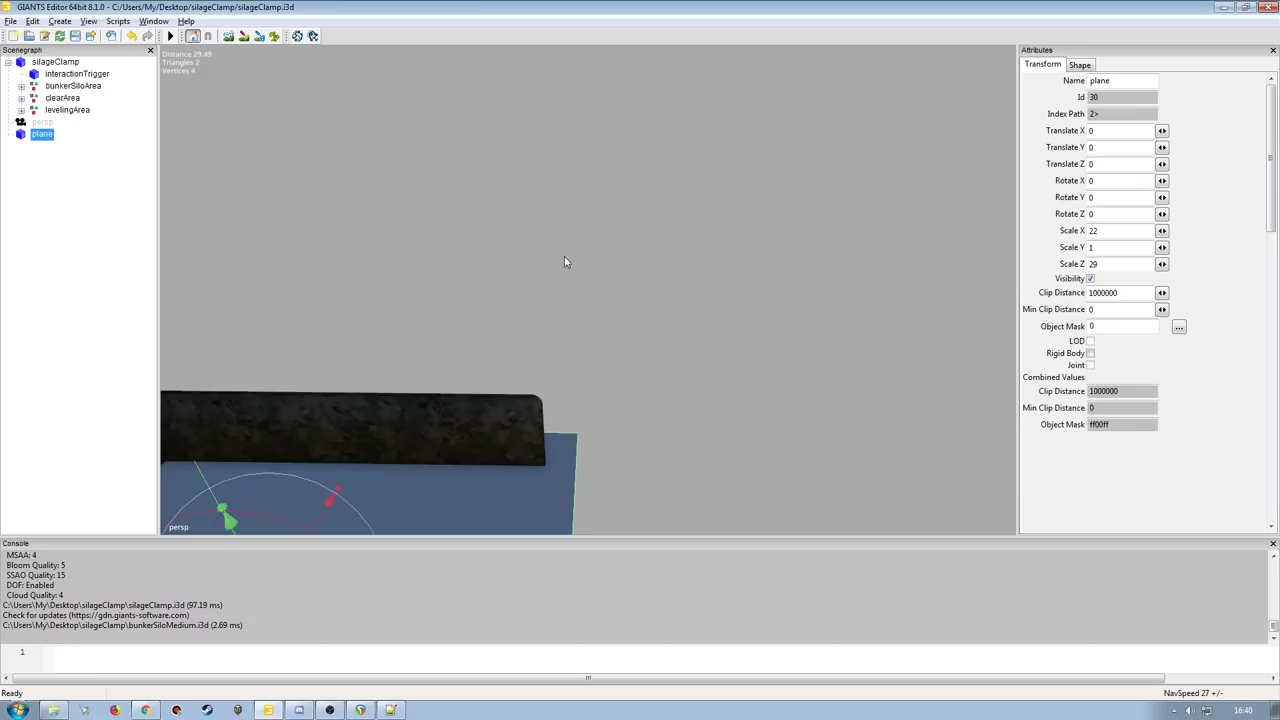 GIANTS Editor 64bit 8.1.0 - C:/Users/My/Desktop/silageClamp/silageClamp.i3d
File Edit Create View Scripts Window Help
Scenegraph
silageClamp
interactionTrigger
bunkerSiloArea
clearArea
levelingArea
persp
plane
Distance 29.49
Triangles 2
Vertices 4
persp
Attributes
Transform Shape
Name plane
Id 30
Index Path 2>
Translate X 0
Translate Y 0
Translate Z 0
Rotate X 0
Rotate Y 0
Rotate Z 0
Scale X 22
Scale Y 1
Scale Z 29
Visibility
Clip Distance 1000000
Min Clip Distance 0
Object Mask 0 ...
LOD
Rigid Body
Joint
Combined Values
Clip Distance 1000000
Min Clip Distance 0
Object Mask ff00ff
Console
MSAA: 4
Bloom Quality: 5
SSAO Quality: 15
DOF: Enabled
Cloud Quality: 4
C:\Users\My\Desktop\silageClamp\silageClamp.i3d (97.19 ms)
Check for updates (https://gdn.giants-software.com)
C:\Users\My\Desktop\silageClamp\bunkerSiloMedium.i3d (2.69 ms)
1
Ready NavSpeed 27 +/-
16:40